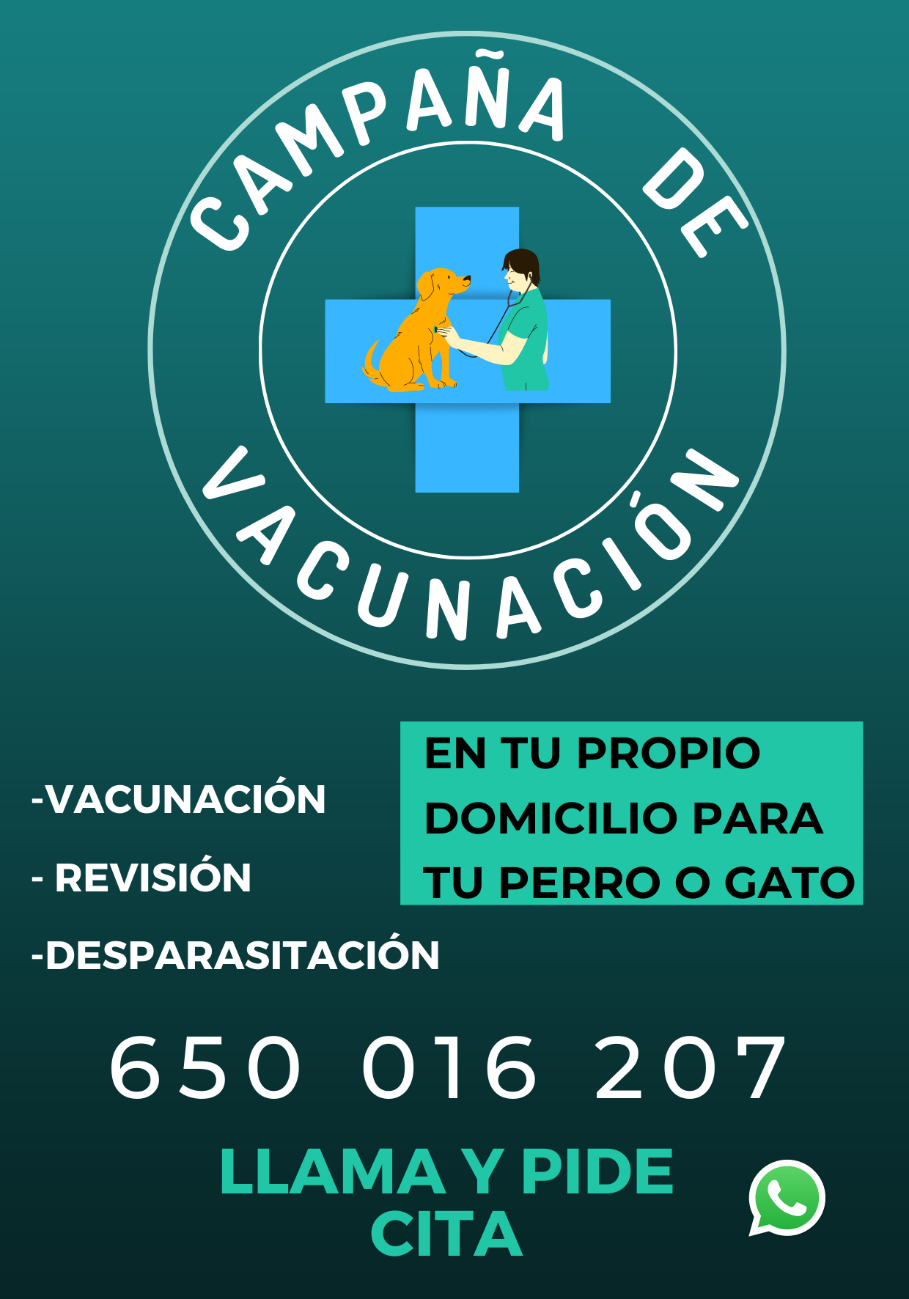 CAMPAÑA DE
VACUNACIÓN
EN TU PROPIO
DOMICILIO PARA
TU PERRO O GATO
-VACUNACIÓN
- REVISIÓN
-DESPARASITACIÓN
650 016 207
LLAMA Y PIDE
CITA